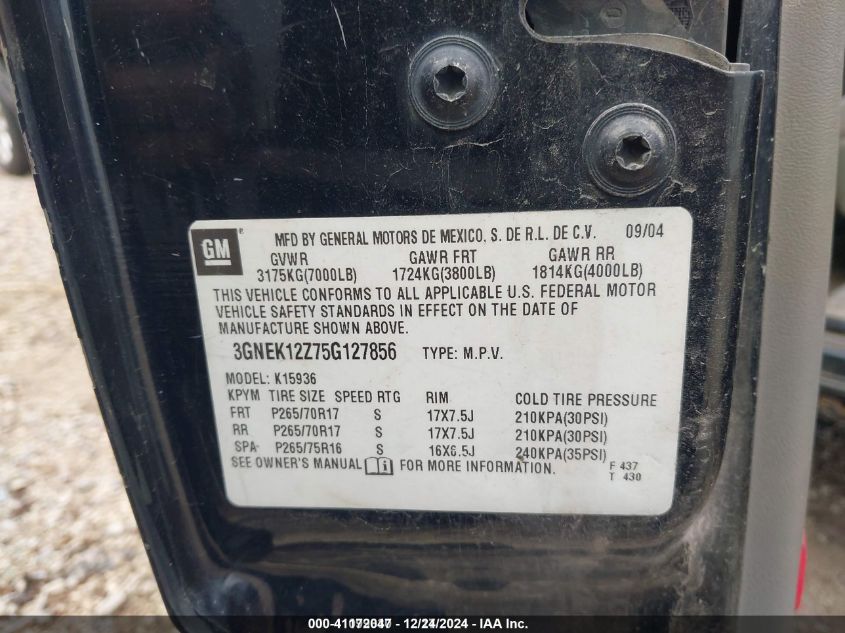 GM
MFD BY GENERAL MOTORS DE MEXICO, S. DE R.L. DE C.V. 09/04
GVWR GAWR FRT GAWR RR
3175KG(7000LB) 1724KG(3800LB) 1814KG(4000LB)
THIS VEHICLE CONFORMS TO ALL APPLICABLE U.S. FEDERAL MOTOR
VEHICLE SAFETY STANDARDS IN EFFECT ON THE DATE OF
MANUFACTURE SHOWN ABOVE.
3GNEK12Z75G127856 TYPE: M.P.V.
MODEL: K15936
KPYM TIRE SIZE SPEED RTG RIM COLD TIRE PRESSURE
FRT P265/70R17 S 17X7.5J 210KPA(30PSI)
RR P265/70R17 S 17X7.5J 210KPA(30PSI)
SPA P265/75R16 S 16X6.5J 240KPA(35PSI)
SEE OWNER'S MANUAL FOR MORE INFORMATION.
F 437
T 430
12/24/2024 - IAA Inc.